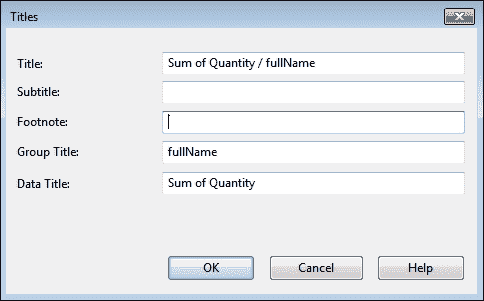 Titles
Title: Sum of Quantity / fullName
Subtitle:
Footnote:
Group Title: fullName
Data Title: Sum of Quantity
OK Cancel Help